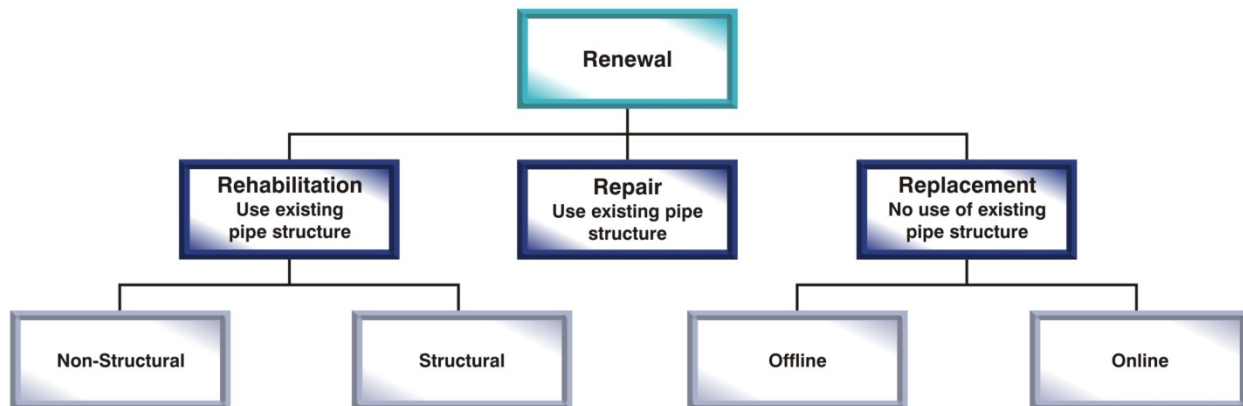 Renewal
Rehabilitation
Use existing
pipe structure
Repair
Use existing pipe
structure
Replacement
No use of existing
pipe structure
Non-Structural
Structural
Offline
Online